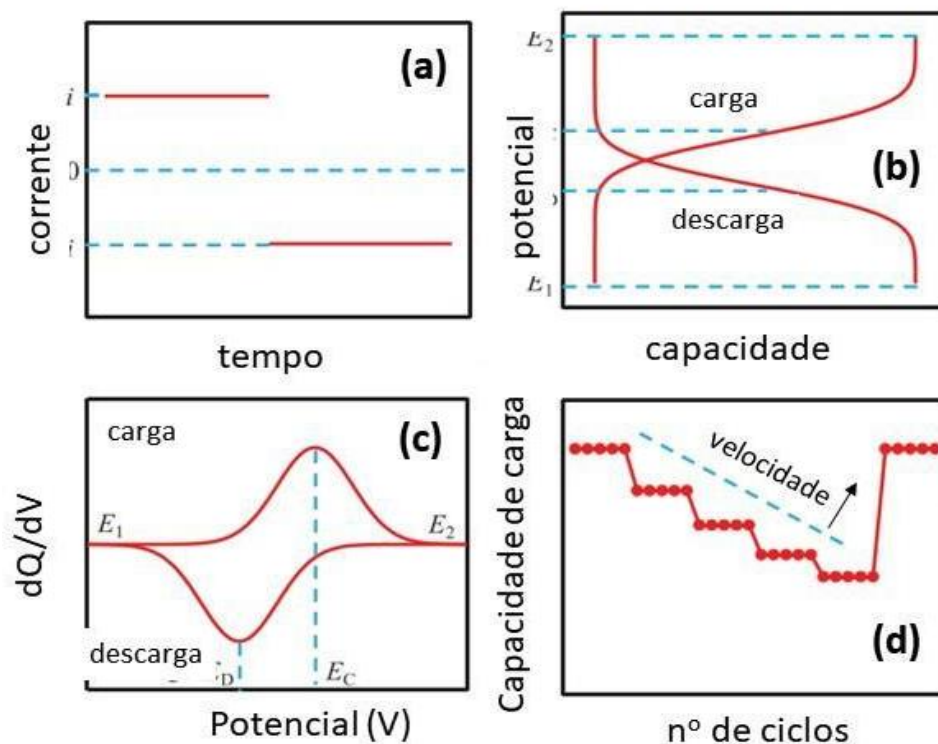 (a)
corrente
i
0
tempo
(b)
potencial
E2
carga
descarga
E1
capacidade
(c)
dQ/dV
carga
E1
E2
descarga
D
EC
Potencial (V)
(d)
Capacidade de carga
velocidade
nº de ciclos